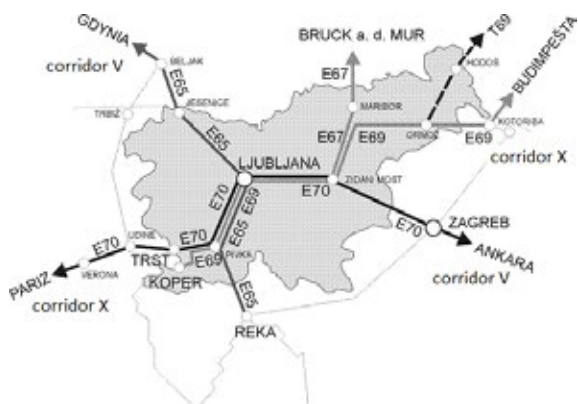 GDYNIA
corridor V
BELJAK
E65
BRUCK a. d. MUR
T69
HODOŠ
BUDIMPEŠTA
E67
TRBIŽ
JESENICE
MARIBOR
E65
E67
E69
ORMOŽ
E69
KOTORIBA
corridor X
LJUBLJANA
E70
ZIDANI MOST
E70
E69
E65
E70
ZAGREB
ANKARA
corridor V
UDINE
E70
TRST
E70
E69
PIVKA
KOPER
PARIZ
VERONA
corridor X
E65
REKA